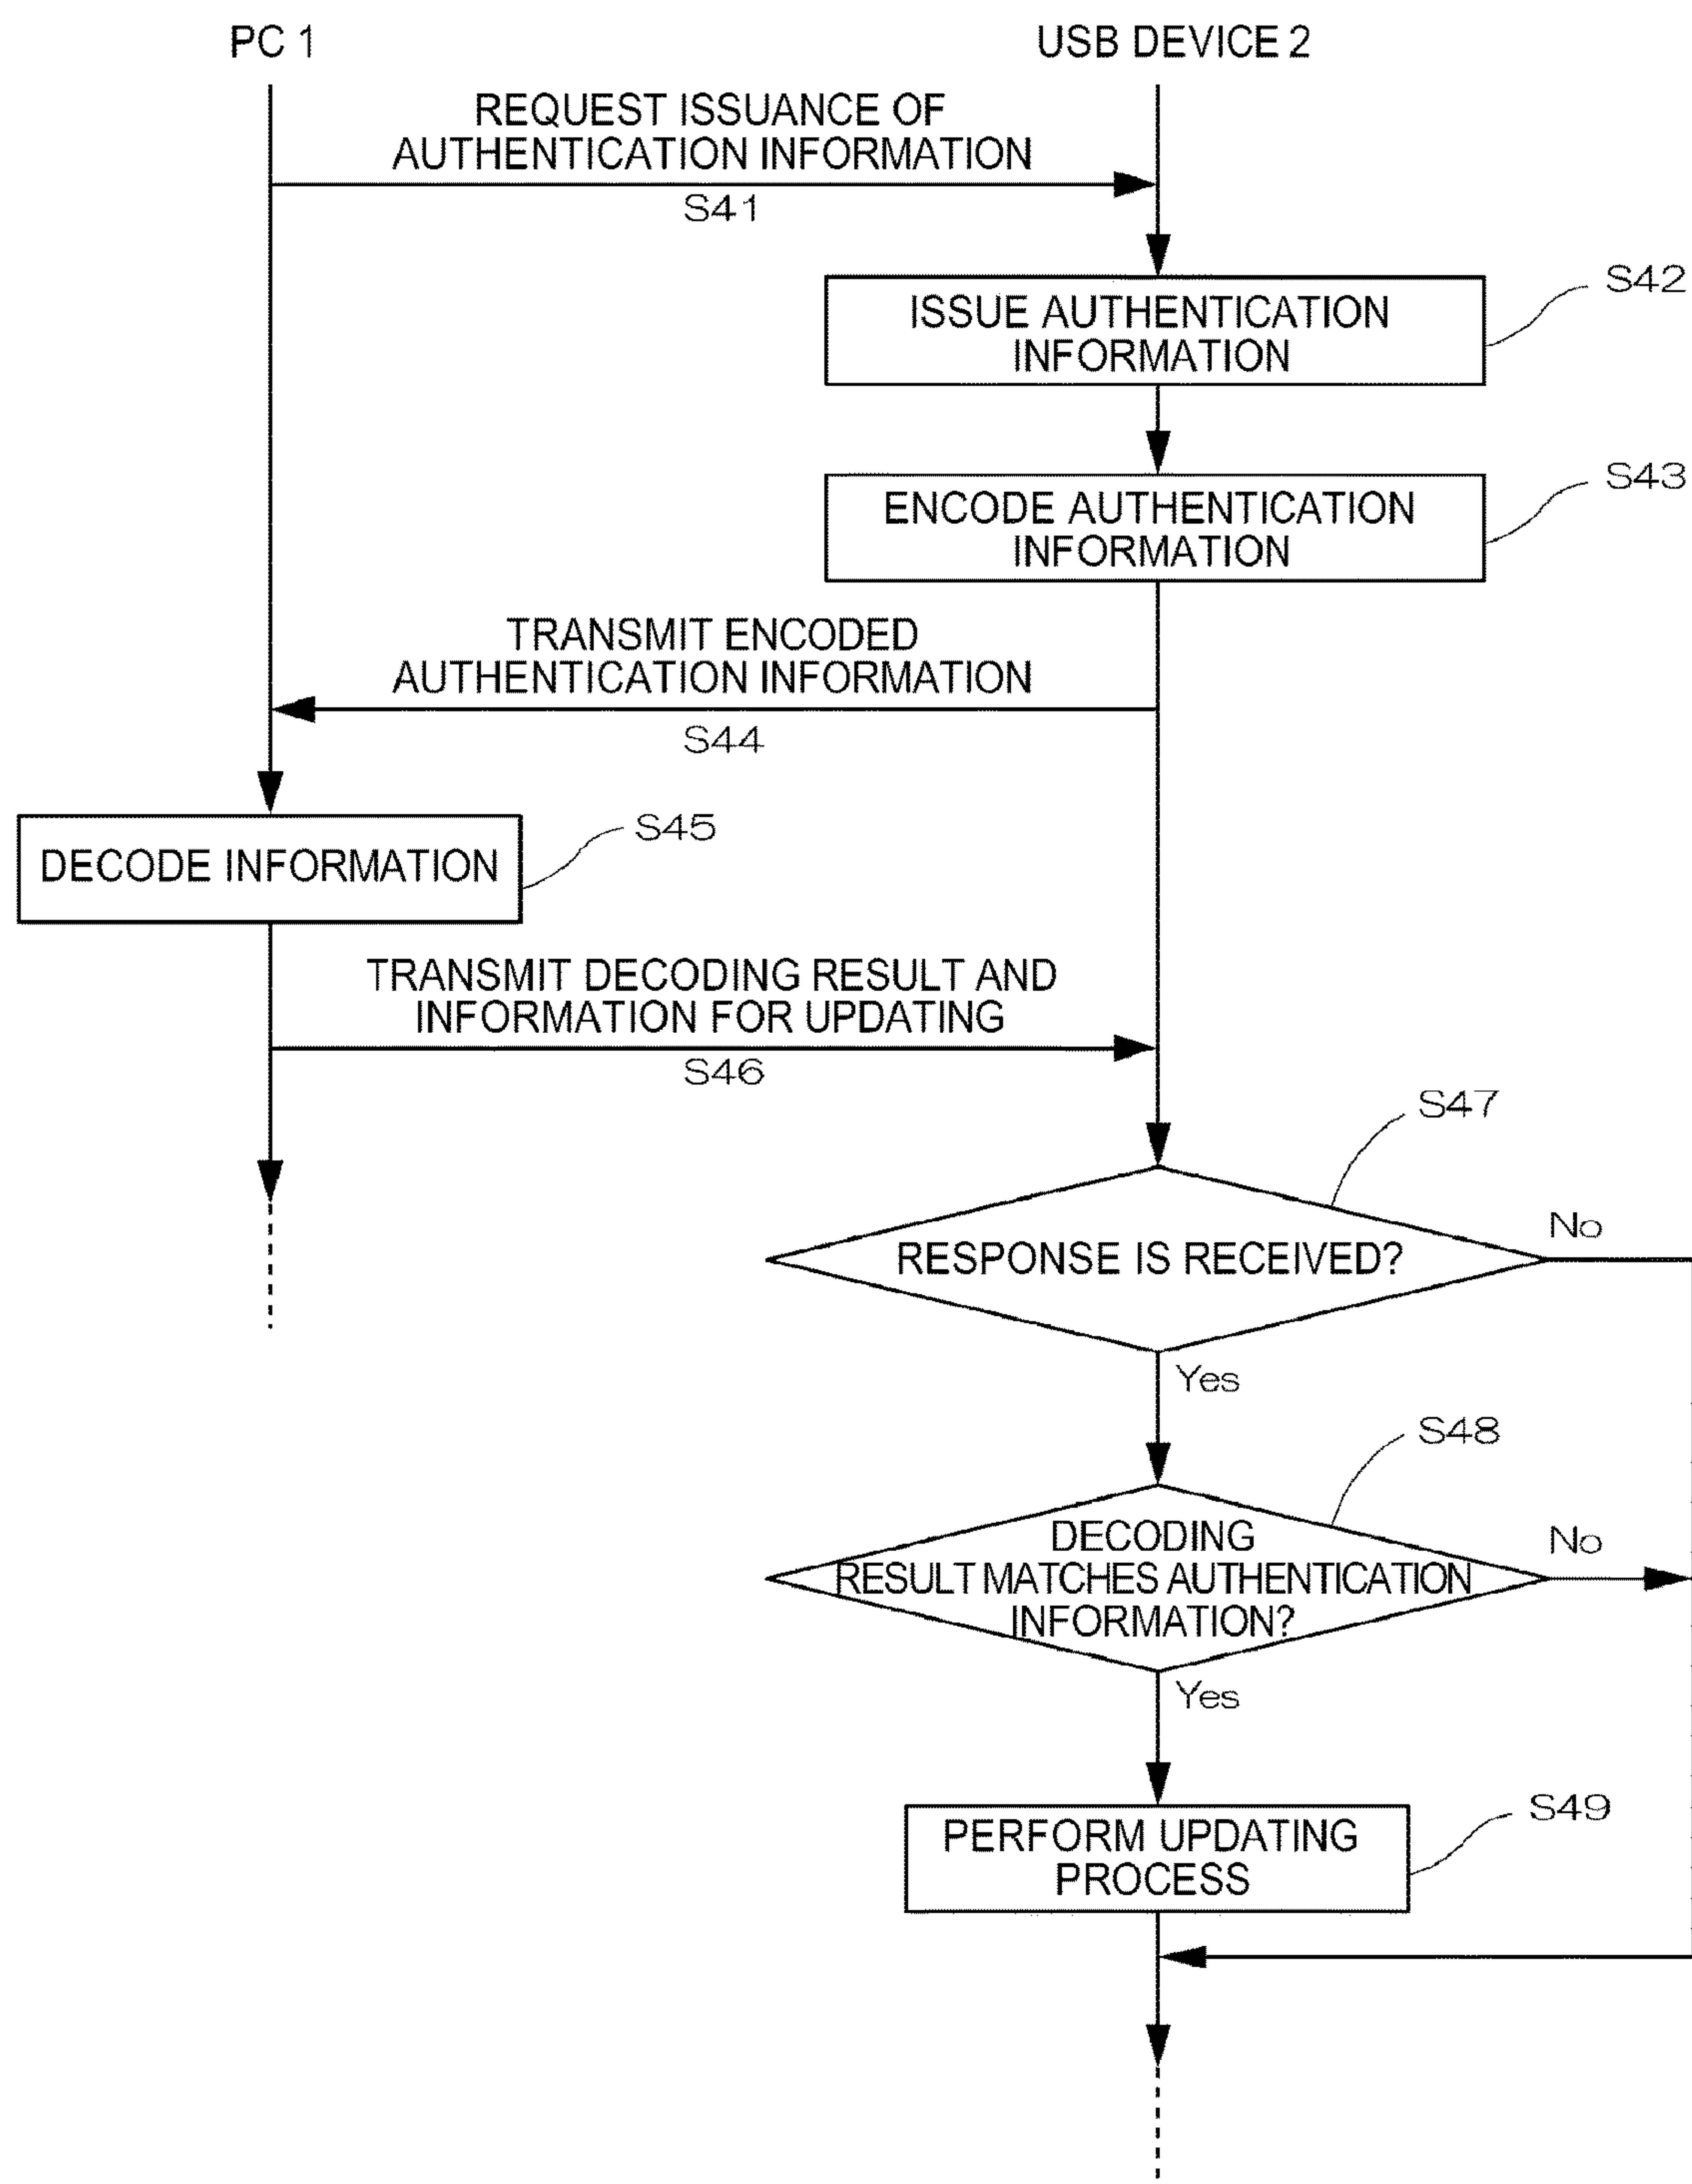 PC 1
USB DEVICE 2
REQUEST ISSUANCE OF
AUTHENTICATION INFORMATION
S41
S42
ISSUE AUTHENTICATION
INFORMATION
S43
ENCODE AUTHENTICATION
INFORMATION
TRANSMIT ENCODED
AUTHENTICATION INFORMATION
S44
S45
DECODE INFORMATION
TRANSMIT DECODING RESULT AND
INFORMATION FOR UPDATING
S46
S47
No
RESPONSE IS RECEIVED?
Yes
S48
No
DECODING
RESULT MATCHES AUTHENTICATION
INFORMATION?
Yes
S49
PERFORM UPDATING
PROCESS